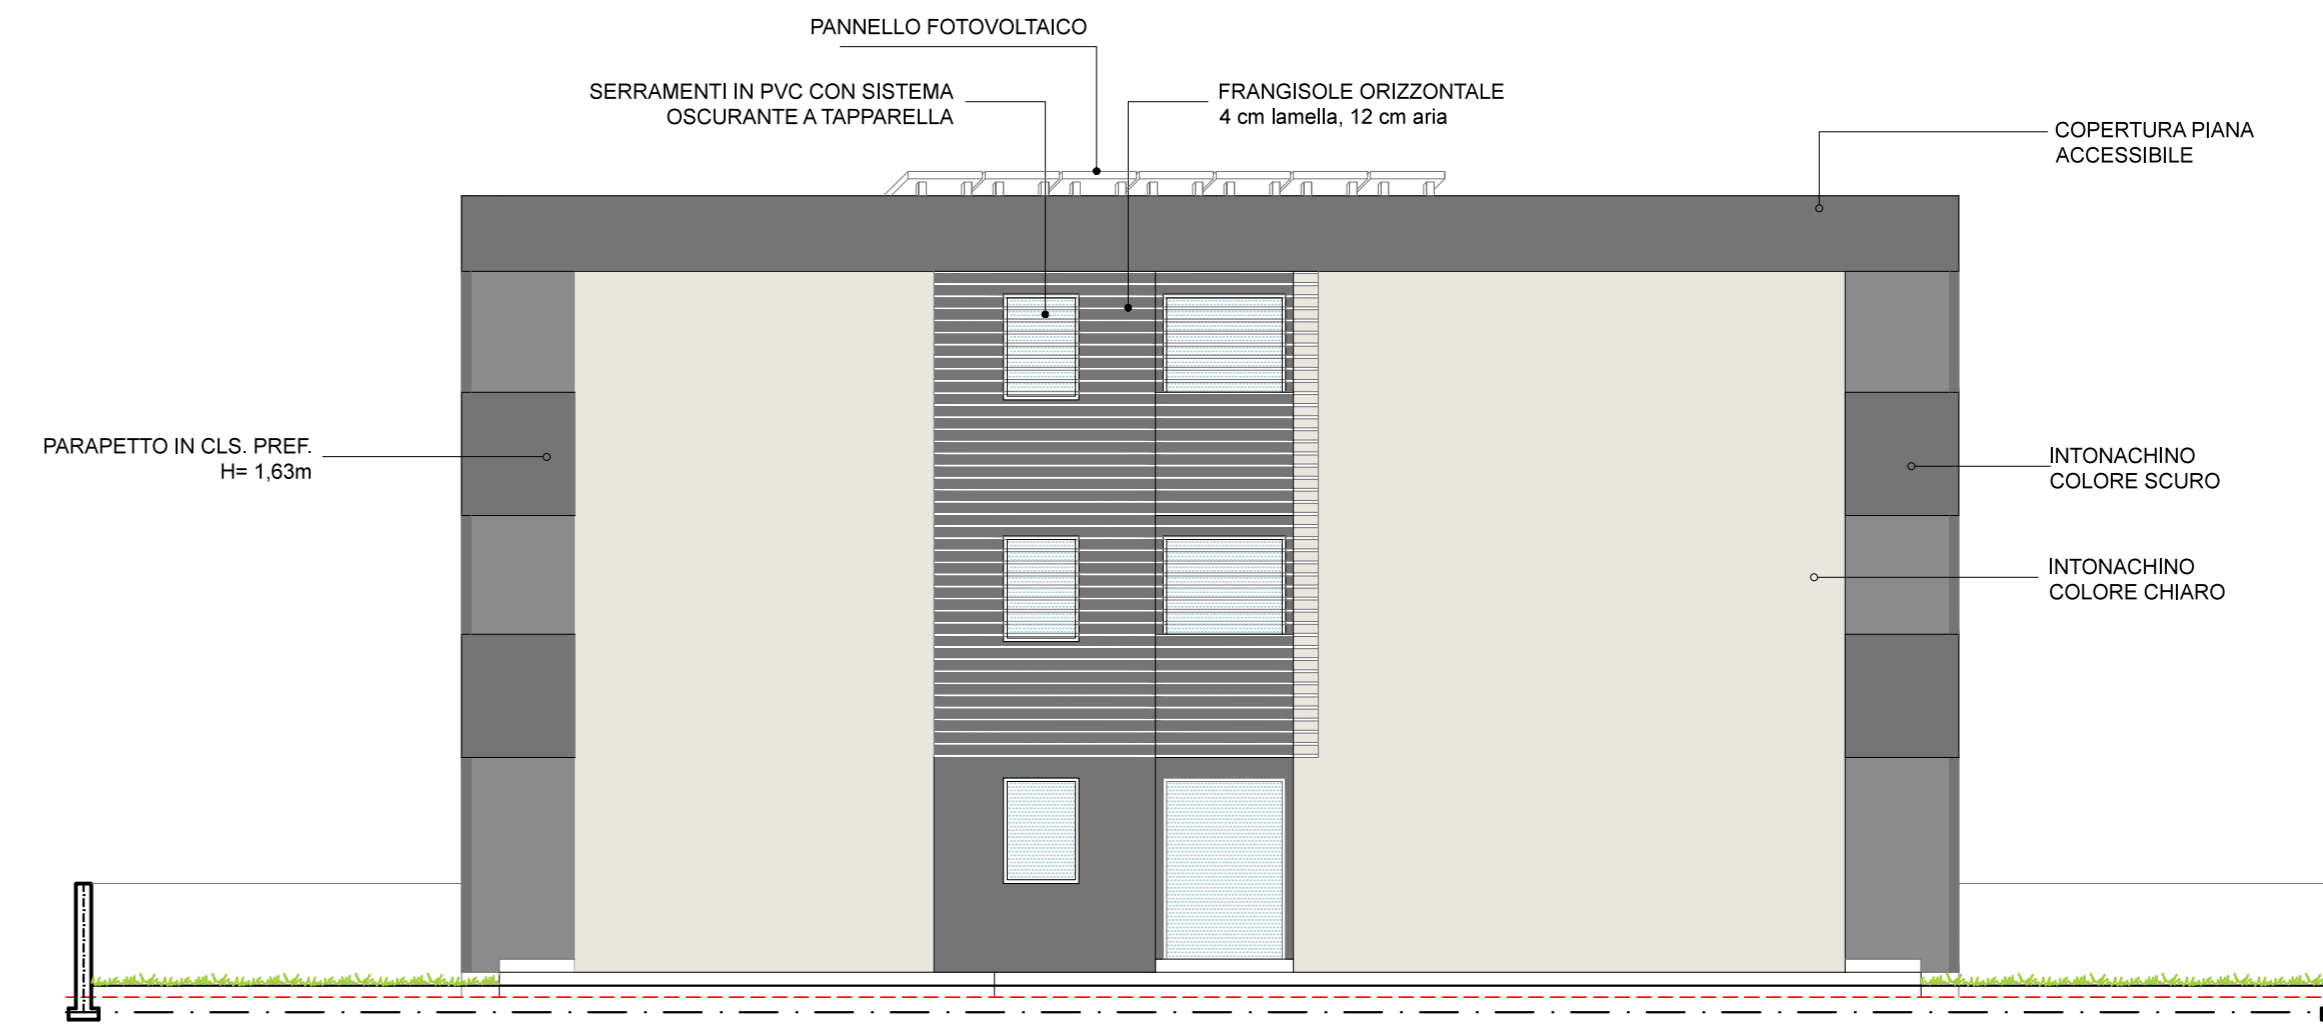 PANNELLO FOTOVOLTAICO
SERRAMENTI IN PVC CON SISTEMA
OSCURANTE A TAPPARELLA
FRANGISOLE ORIZZONTALE
4 cm lamella, 12 cm aria
COPERTURA PIANA
ACCESSIBILE
PARAPETTO IN CLS. PREF.
H= 1,63m
INTONACHINO
COLORE SCURO
INTONACHINO
COLORE CHIARO